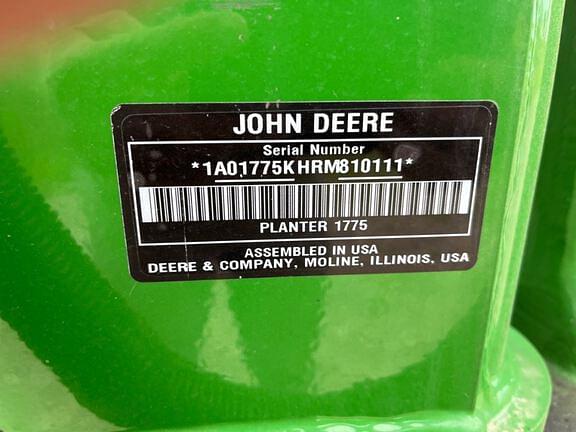 JOHN DEERE
Serial Number
*1A01775KHRM810111*
PLANTER 1775
ASSEMBLED IN USA
DEERE & COMPANY, MOLINE, ILLINOIS, USA